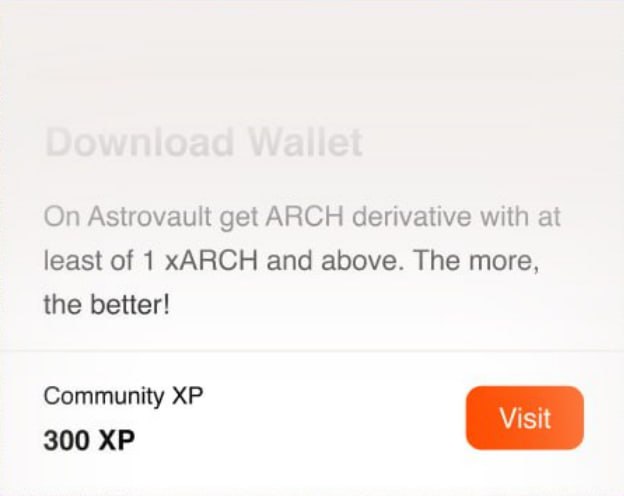 Download Wallet
On Astrovault get ARCH derivative with at
least of 1 xARCH and above. The more,
the better!
Community XP
300 XP
Visit